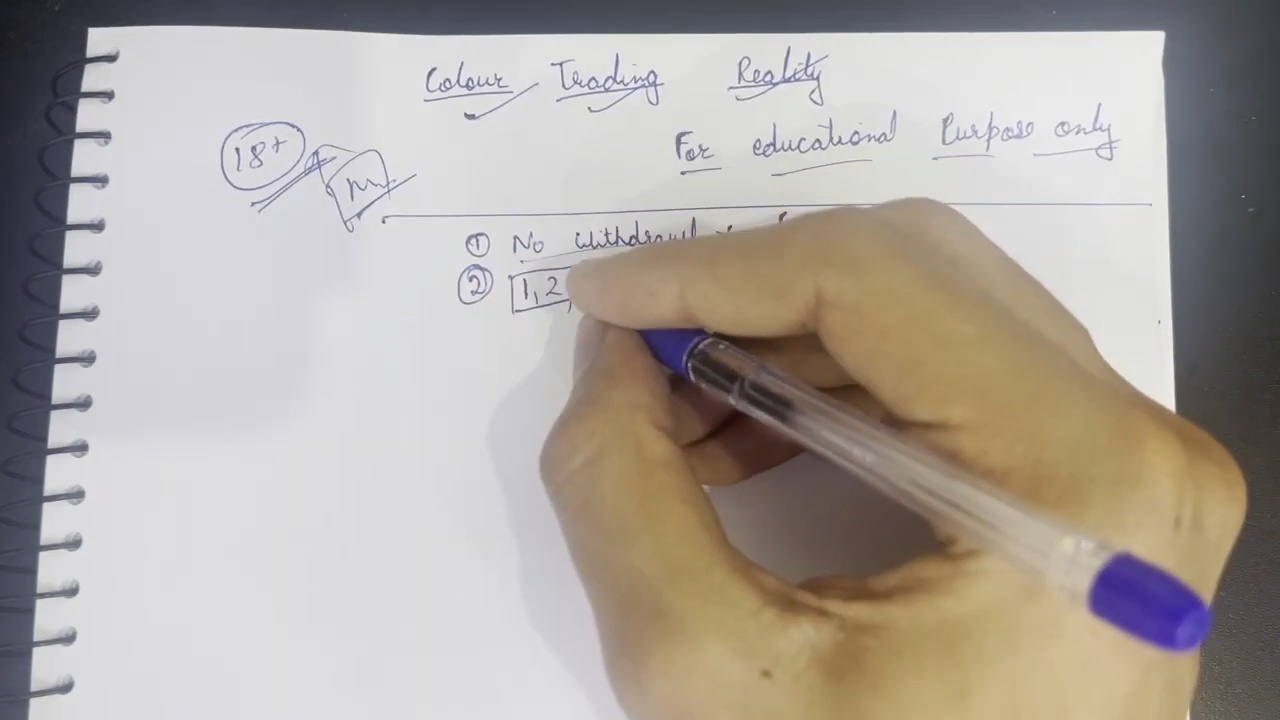 Colour Trading Reality
For educational Purpose only
18+
① No withdrawl
② 1, 2